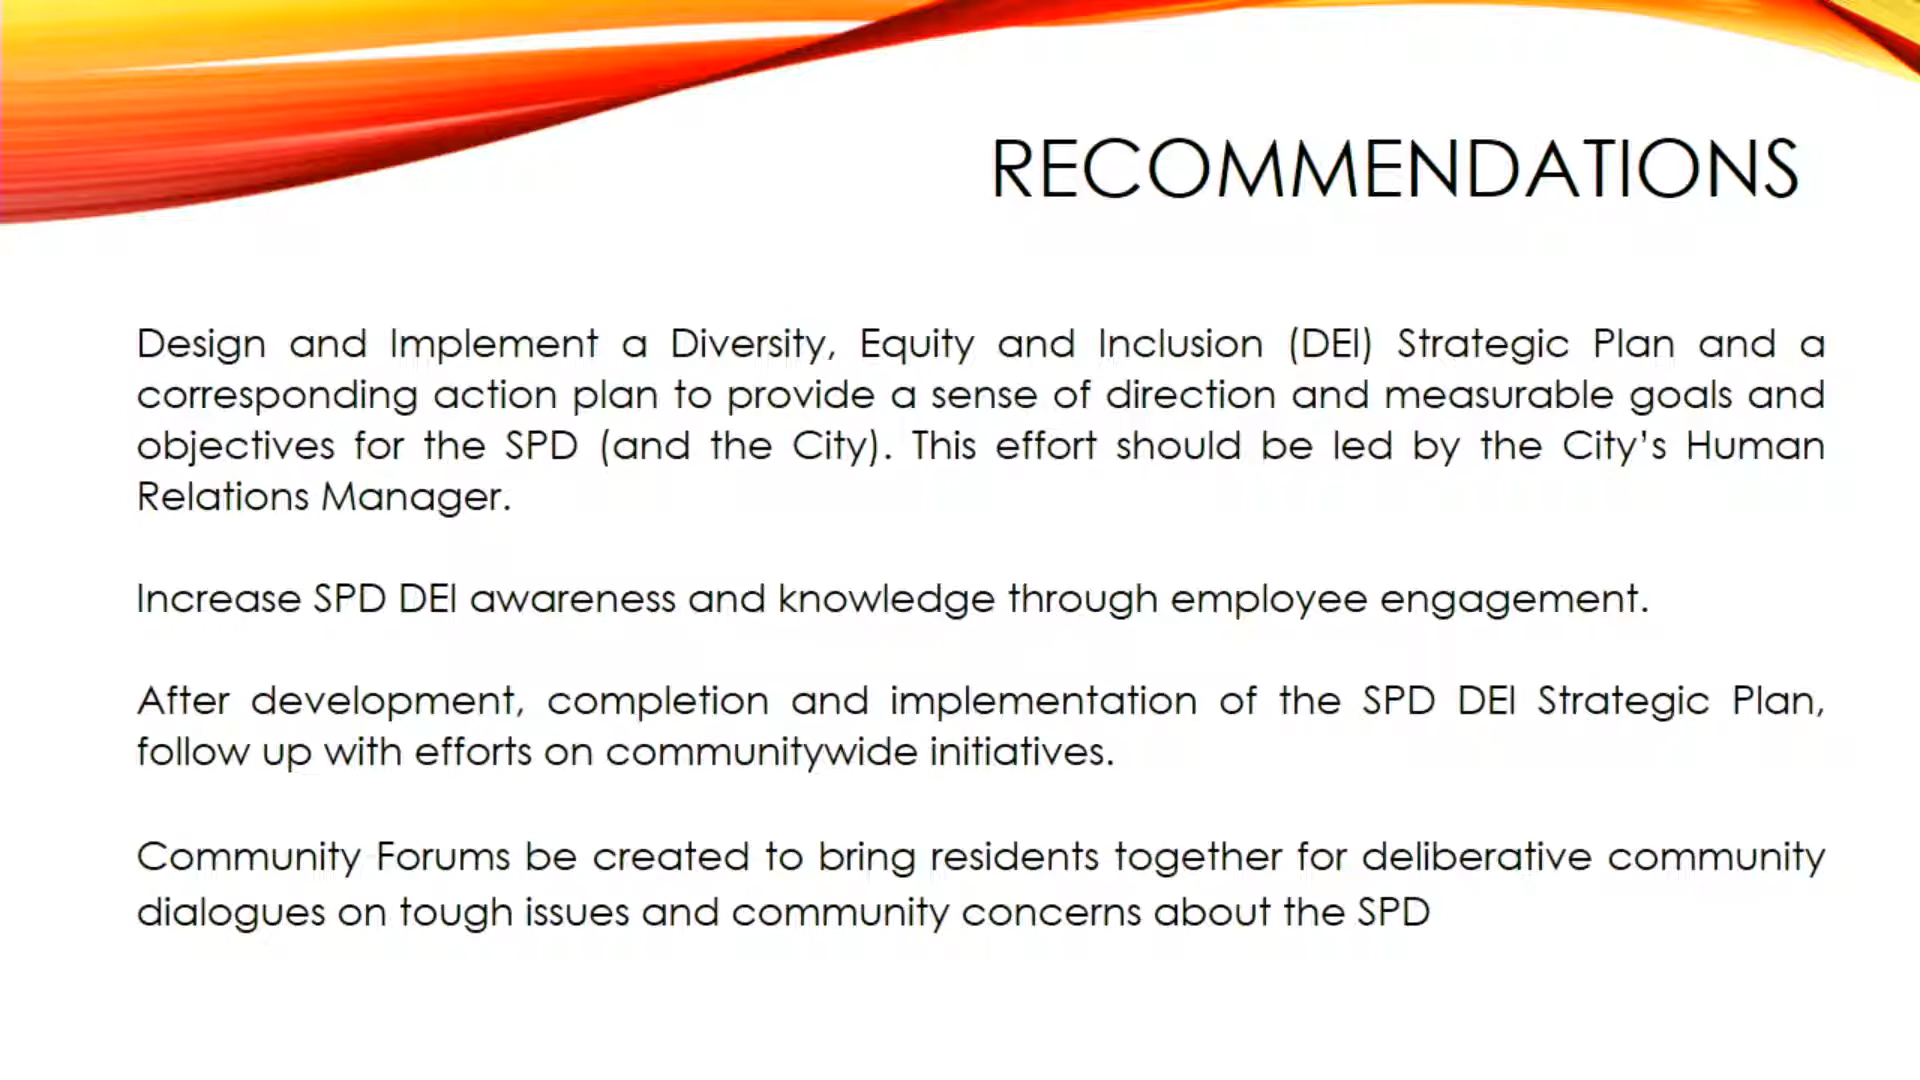 RECOMMENDATIONS
Design and Implement a Diversity, Equity and Inclusion (DEI) Strategic Plan and a
corresponding action plan to provide a sense of direction and measurable goals and
objectives for the SPD (and the City). This effort should be led by the City’s Human
Relations Manager.
Increase SPD DEI awareness and knowledge through employee engagement.
After development, completion and implementation of the SPD DEI Strategic Plan,
follow up with efforts on communitywide initiatives.
Community Forums be created to bring residents together for deliberative community
dialogues on tough issues and community concerns about the SPD